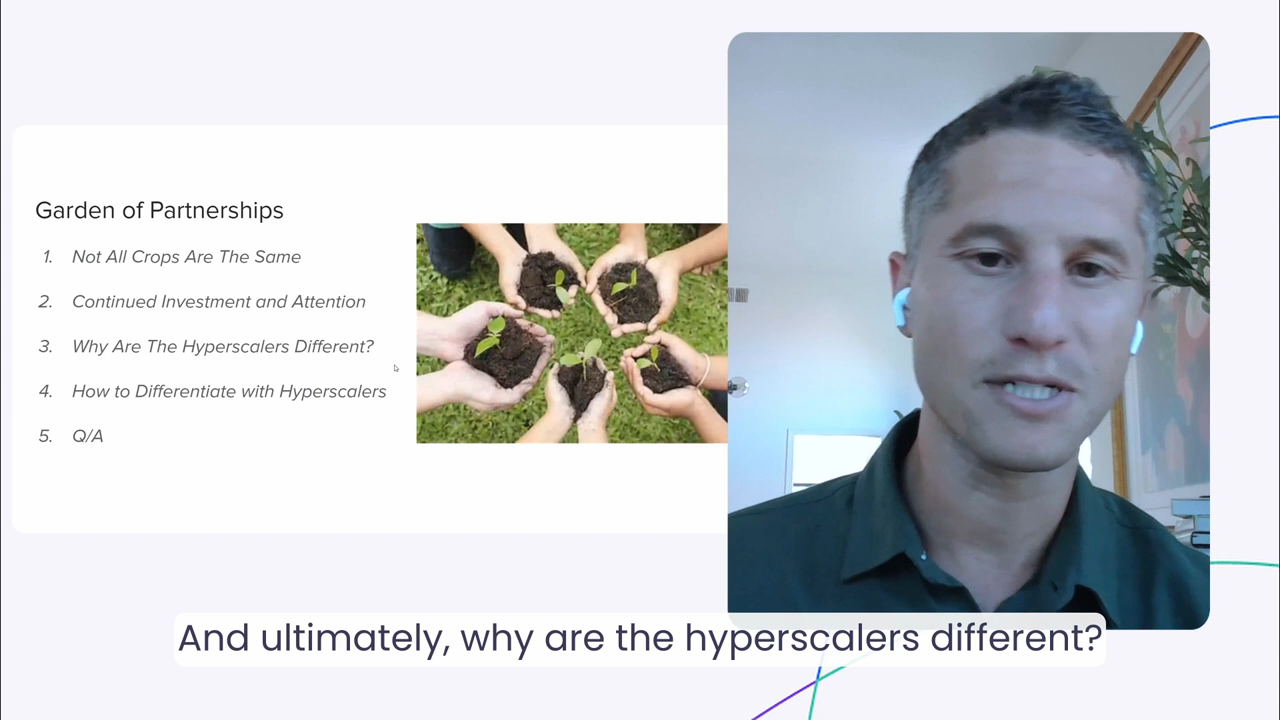 Garden of Partnerships
1. Not All Crops Are The Same
2. Continued Investment and Attention
3. Why Are The Hyperscalers Different?
4. How to Differentiate with Hyperscalers
5. Q/A
And ultimately, why are the hyperscalers different?